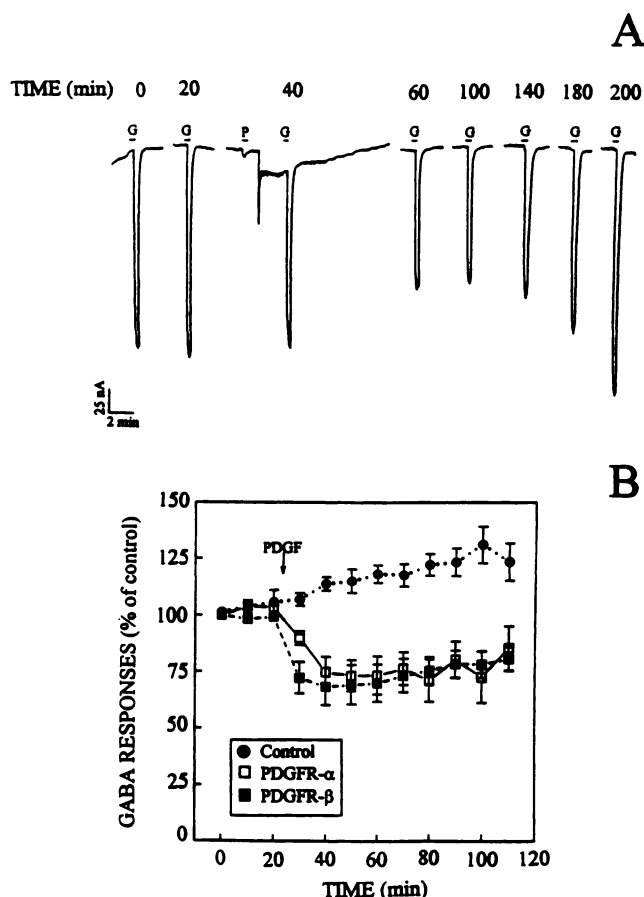 A
TIME (min) 0 20 40 60 100 140 180 200
G G P G G G G G G
25 nA
2 min
B
GABA RESPONSES (% of control)
150
125
100
75
50
25
0
PDGF
Control
PDGFR-α
PDGFR-β
0 20 40 60 80 100 120
TIME (min)